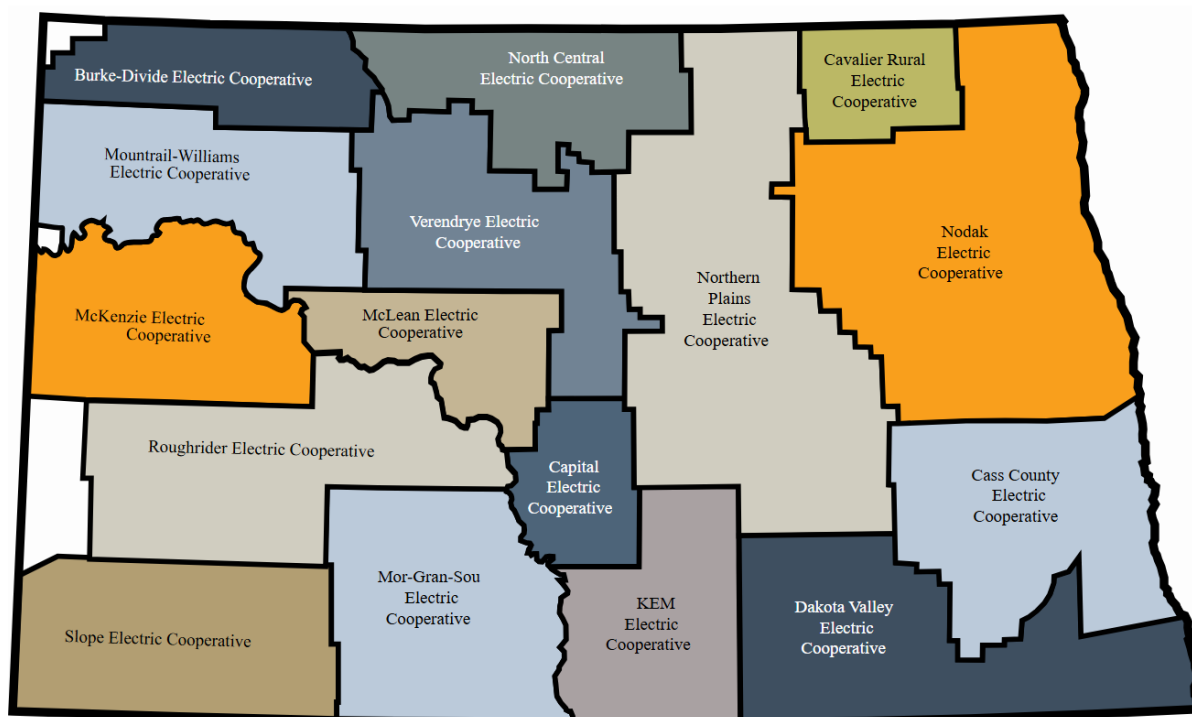 Burke-Divide Electric Cooperative
North Central
Electric Cooperative
Cavalier Rural
Electric
Cooperative
Mountrail-Williams
Electric Cooperative
Verendrye Electric
Cooperative
Nodak
Electric
Cooperative
Northern
Plains
Electric
Cooperative
McKenzie Electric
Cooperative
McLean Electric
Cooperative
Roughrider Electric Cooperative
Capital
Electric
Cooperative
Cass County
Electric
Cooperative
Mor-Gran-Sou
Electric
Cooperative
KEM
Electric
Cooperative
Dakota Valley
Electric
Cooperative
Slope Electric Cooperative